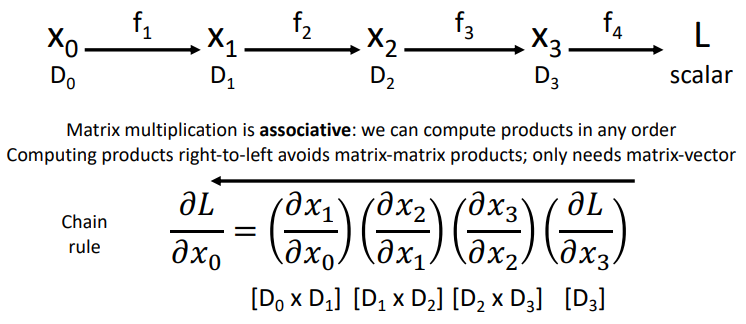 x₀ f₁ x₁ f₂ x₂ f₃ x₃ f₄ L
D₀ D₁ D₂ D₃ scalar
Matrix multiplication is associative: we can compute products in any order
Computing products right-to-left avoids matrix-matrix products; only needs matrix-vector
Chain rule
∂L/∂x₀ = (∂x₁/∂x₀) (∂x₂/∂x₁) (∂x₃/∂x₂) (∂L/∂x₃)
[D₀ x D₁] [D₁ x D₂] [D₂ x D₃] [D₃]